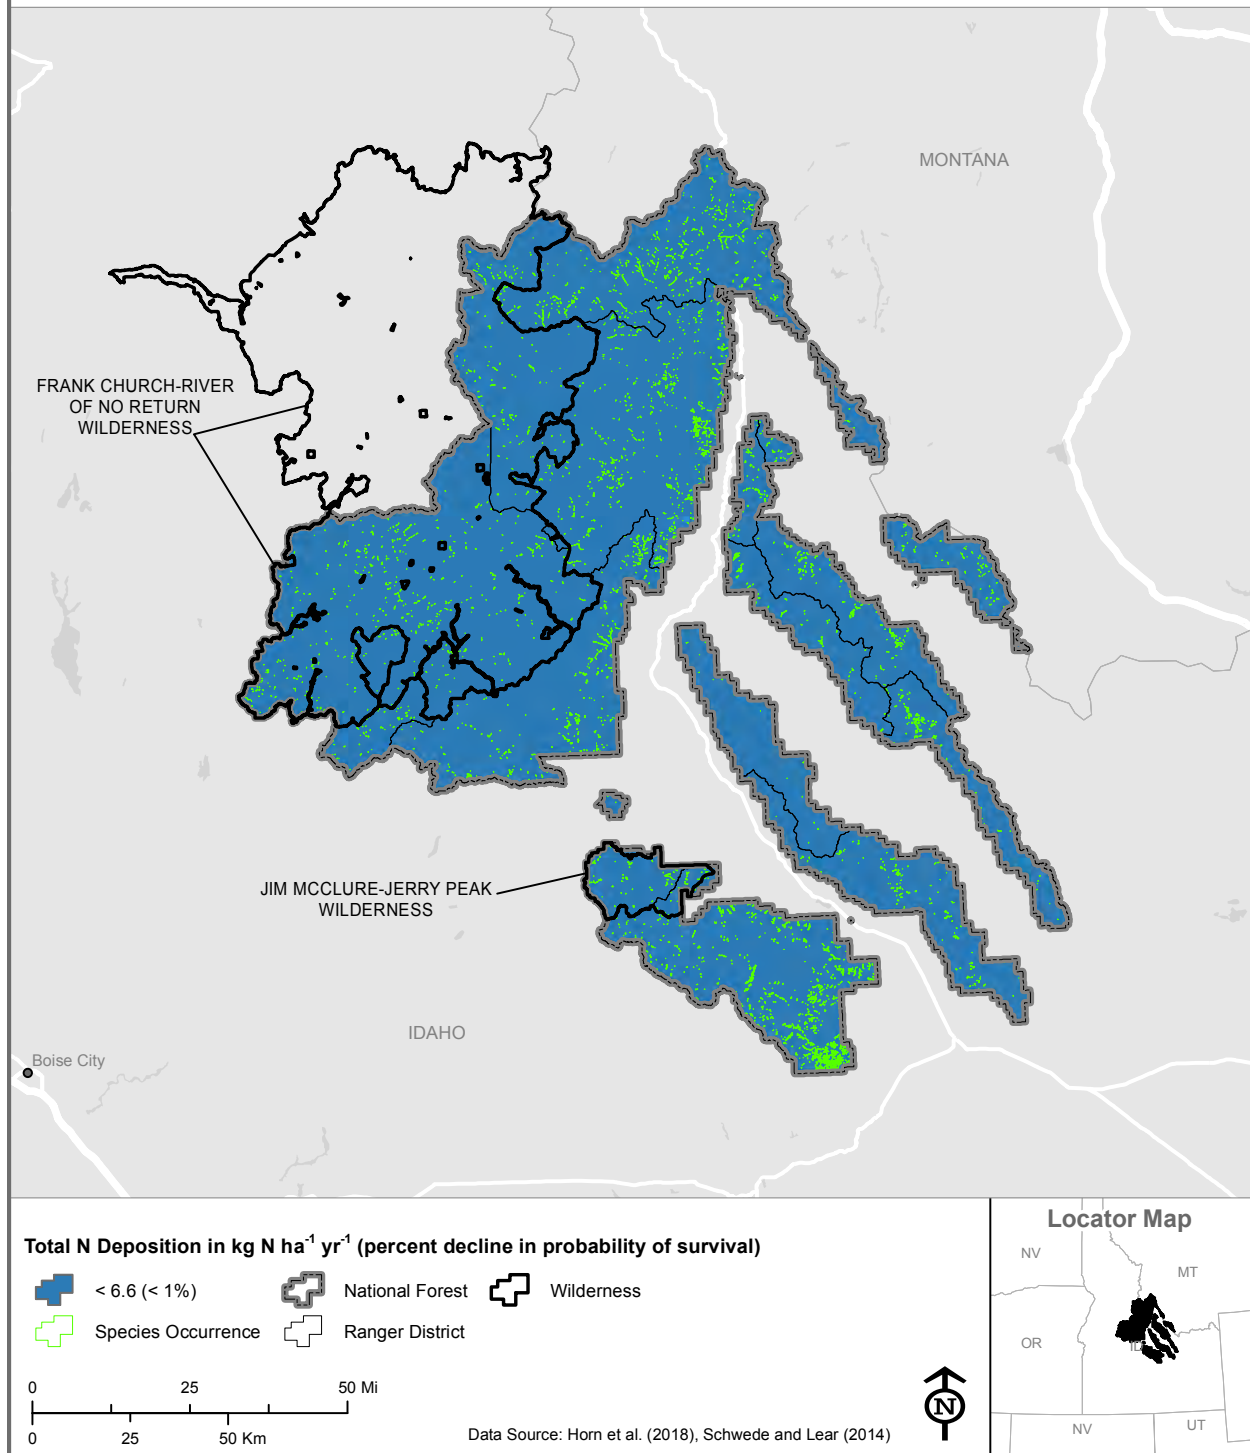 MONTANA
FRANK CHURCH-RIVER
OF NO RETURN
WILDERNESS
JIM MCCLURE-JERRY PEAK
WILDERNESS
IDAHO
Boise City
Total N Deposition in kg N ha⁻¹ yr⁻¹ (percent decline in probability of survival)
< 6.6 (< 1%)
National Forest
Wilderness
Species Occurrence
Ranger District
0 25 50 Mi
0 25 50 Km
Data Source: Horn et al. (2018), Schwede and Lear (2014)
N
Locator Map
NV
MT
OR
ID
NV
UT